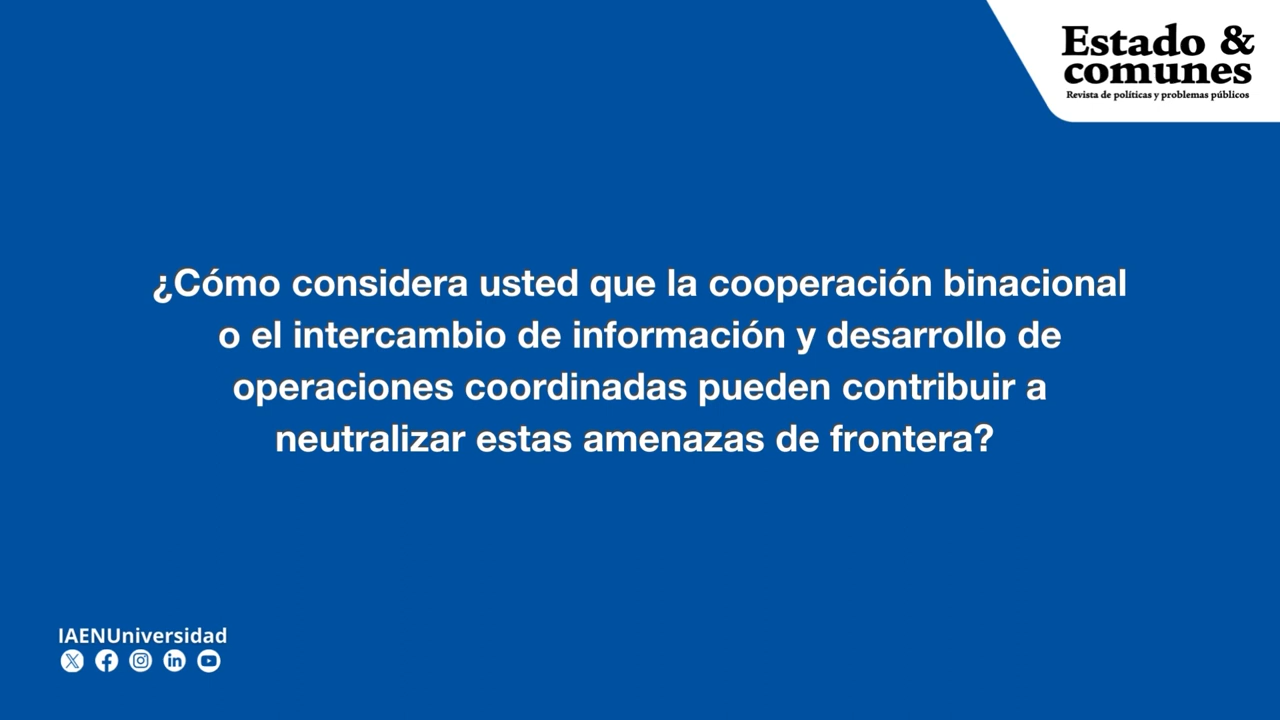 Estado &
comunes
Revista de políticas y problemas públicos
¿Cómo considera usted que la cooperación binacional
o el intercambio de información y desarrollo de
operaciones coordinadas pueden contribuir a
neutralizar estas amenazas de frontera?
IAENUniversidad